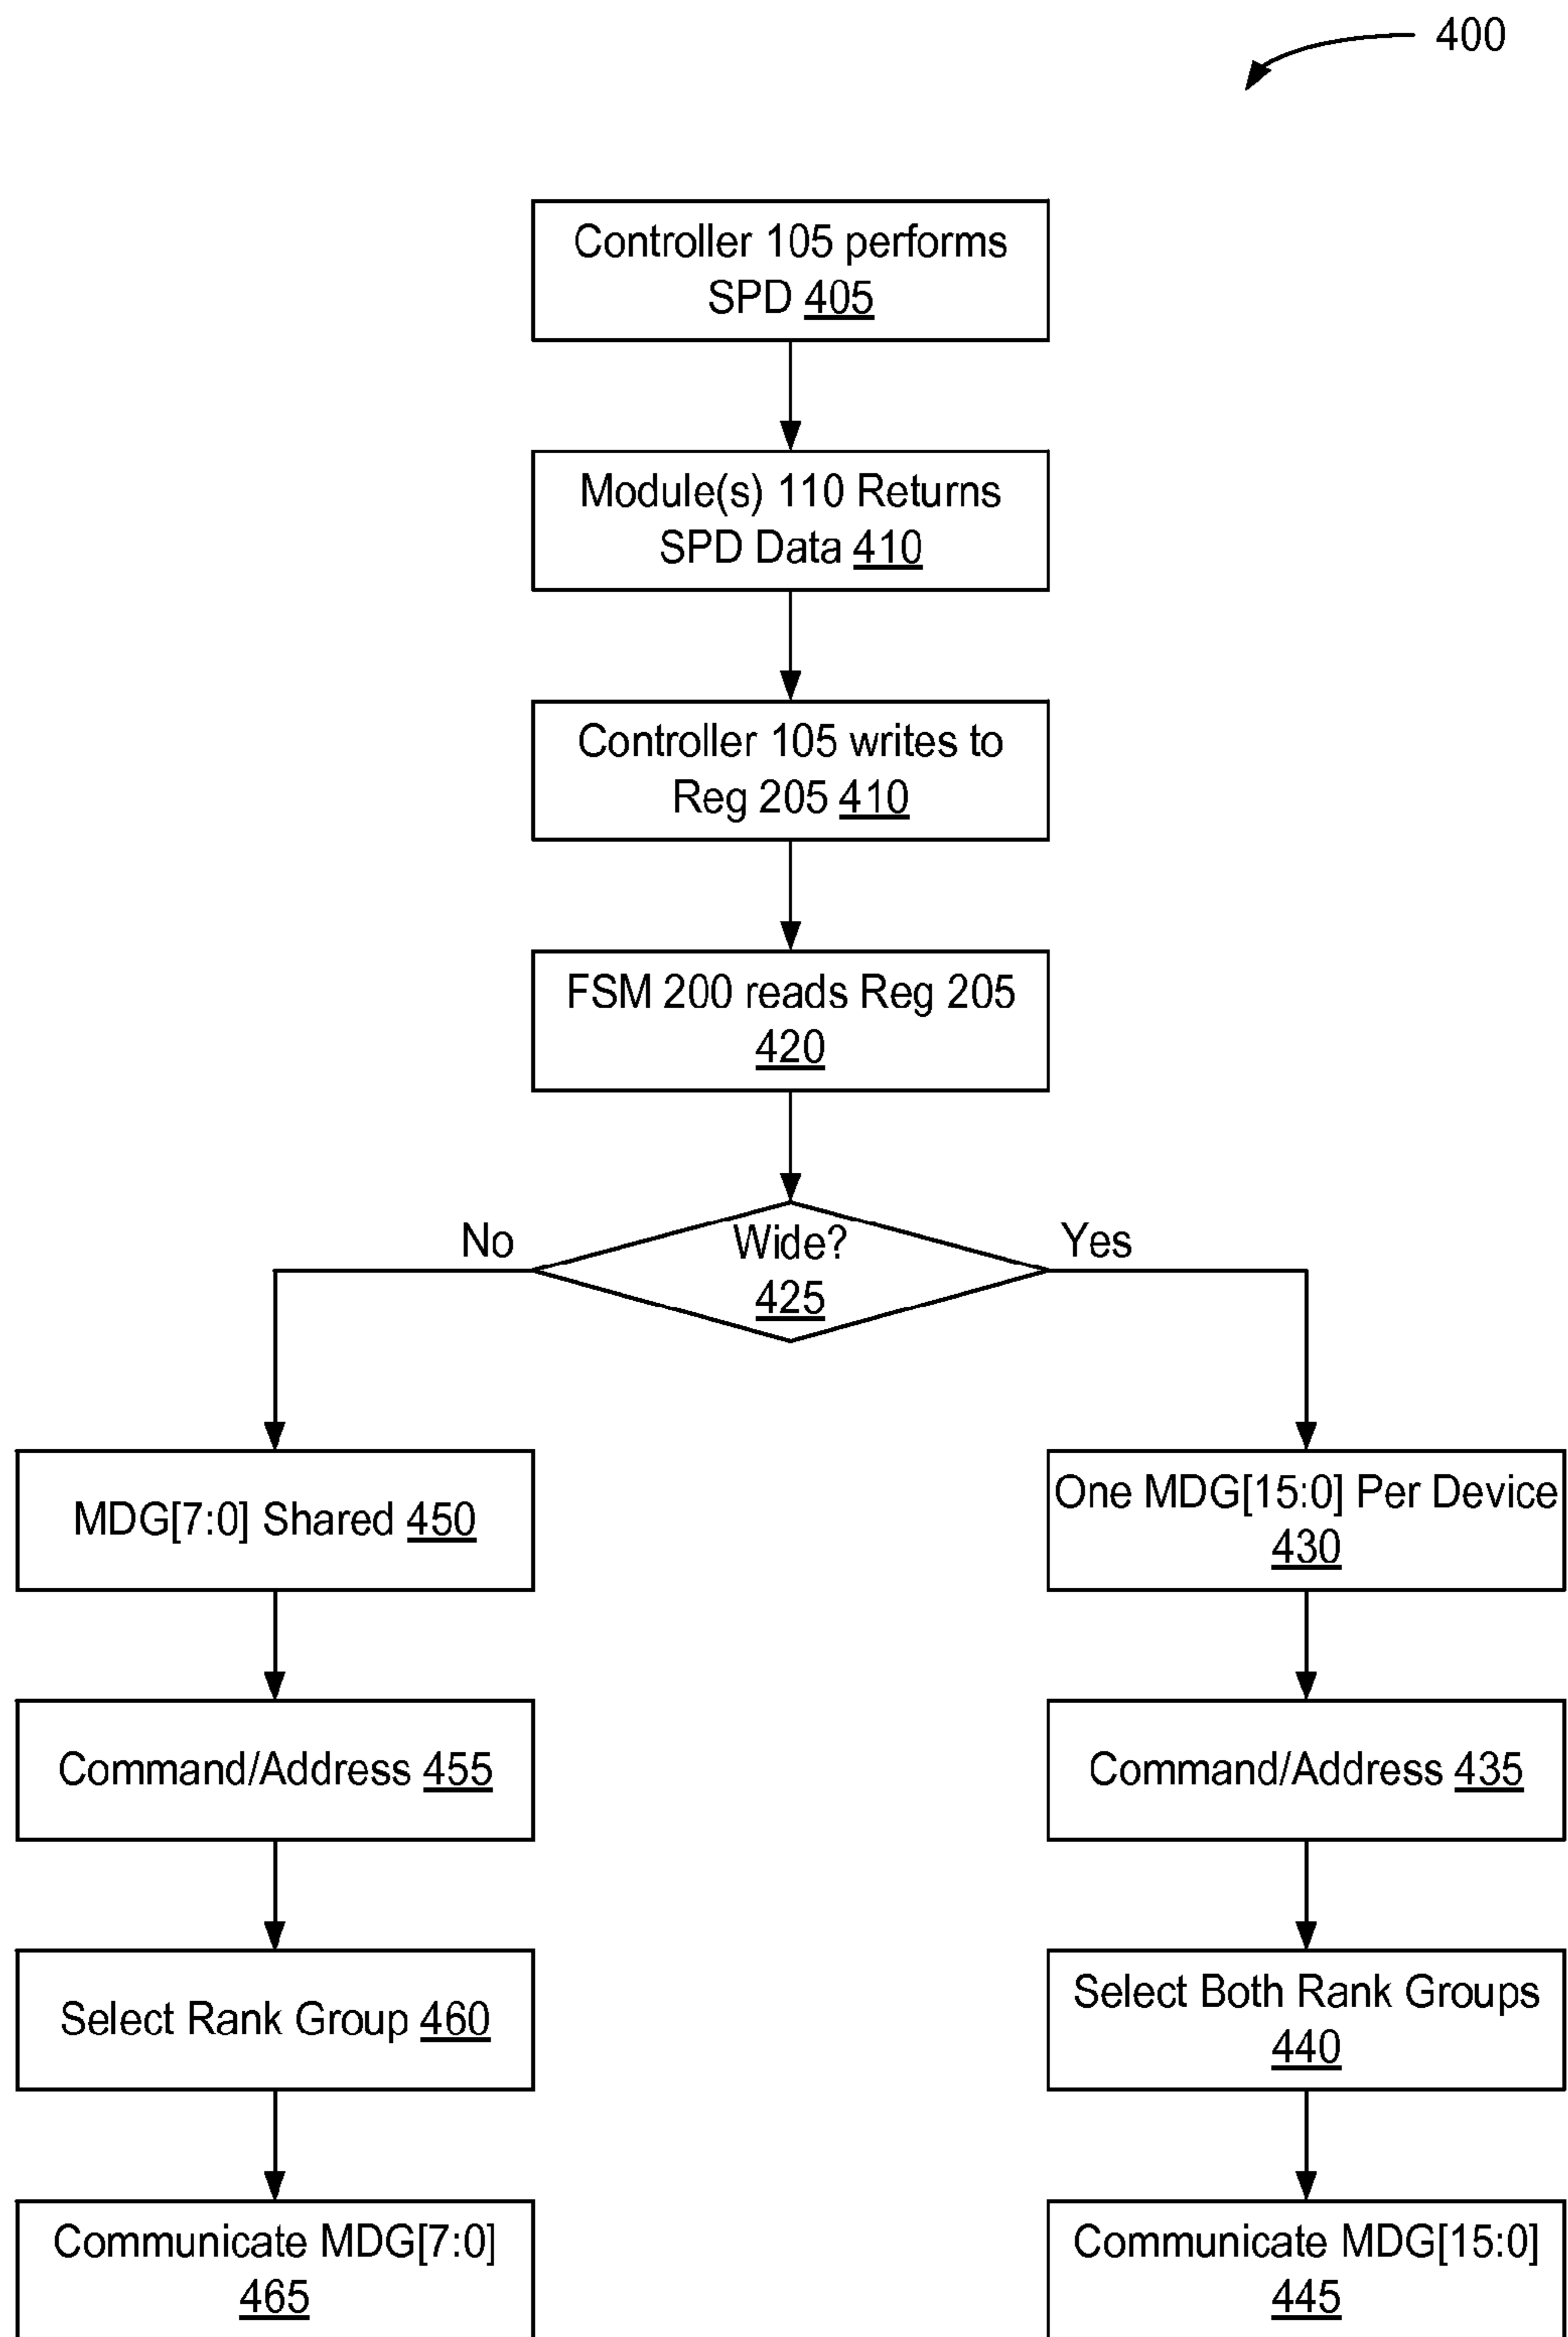 400
Controller 105 performs
SPD 405
Module(s) 110 Returns
SPD Data 410
Controller 105 writes to
Reg 205 410
FSM 200 reads Reg 205
420
Wide?
425
No
Yes
MDG[7:0] Shared 450
One MDG[15:0] Per Device
430
Command/Address 455
Command/Address 435
Select Rank Group 460
Select Both Rank Groups
440
Communicate MDG[7:0]
465
Communicate MDG[15:0]
445